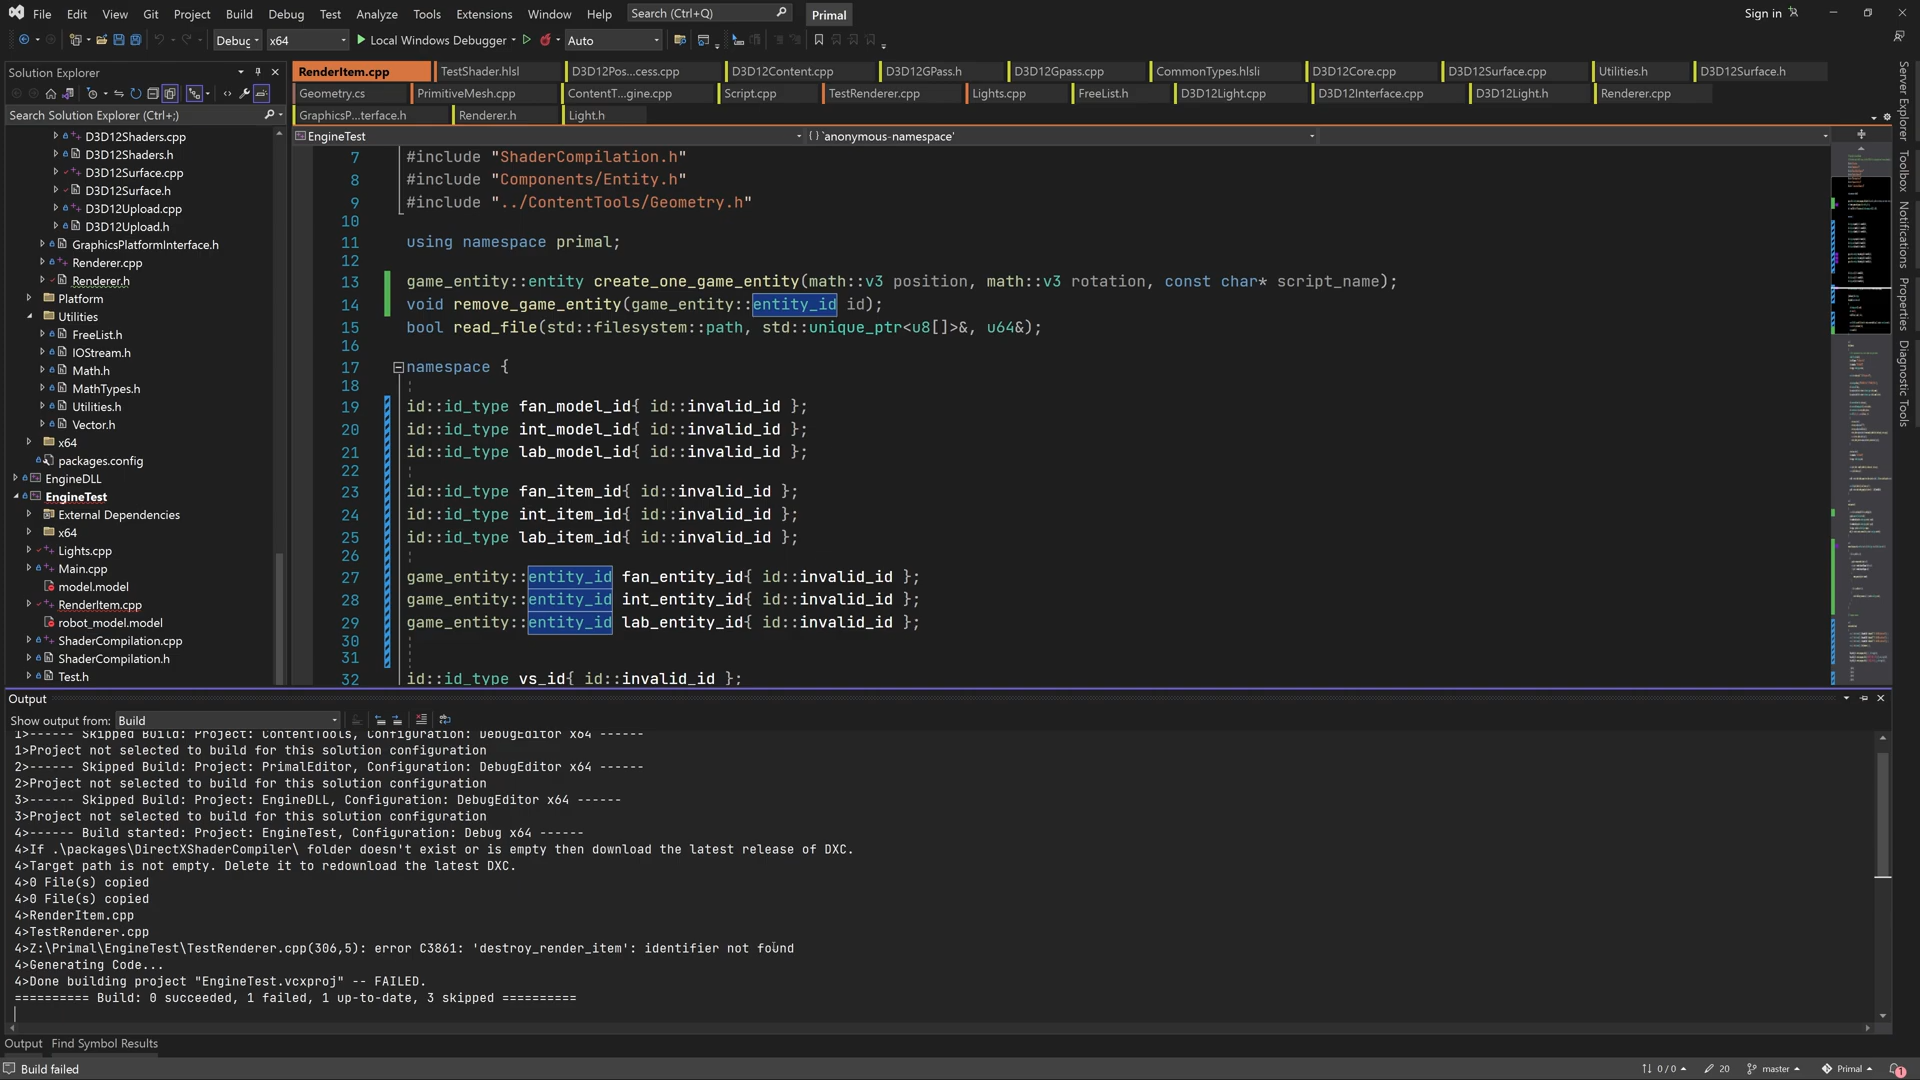 File Edit View Git Project Build Debug Test Analyze Tools Extensions Window Help Search (Ctrl+Q) Primal Sign in
Debug x64 Local Windows Debugger Auto
Solution Explorer
Search Solution Explorer (Ctrl+;)
D3D12Shaders.cpp
D3D12Shaders.h
D3D12Surface.cpp
D3D12Surface.h
D3D12Upload.cpp
D3D12Upload.h
GraphicsPlatformInterface.h
Renderer.cpp
Renderer.h
Platform
Utilities
FreeList.h
IOStream.h
Math.h
MathTypes.h
Utilities.h
Vector.h
x64
packages.config
EngineDLL
EngineTest
External Dependencies
x64
Lights.cpp
Main.cpp
model.model
RenderItem.cpp
robot_model.model
ShaderCompilation.cpp
ShaderCompilation.h
Test.h
RenderItem.cpp TestShader.hlsl D3D12Pos...cess.cpp D3D12Content.cpp D3D12GPass.h D3D12Gpass.cpp CommonTypes.hlsli D3D12Core.cpp D3D12Surface.cpp Utilities.h D3D12Surface.h
Geometry.cs PrimitiveMesh.cpp ContentT...gine.cpp Script.cpp TestRenderer.cpp Lights.cpp FreeList.h D3D12Light.cpp D3D12Interface.cpp D3D12Light.h Renderer.cpp
GraphicsP...terface.h Renderer.h Light.h
EngineTest {} `anonymous-namespace'
7 #include "ShaderCompilation.h"
8 #include "Components/Entity.h"
9 #include "../ContentTools/Geometry.h"
10
11 using namespace primal;
12
13 game_entity::entity create_one_game_entity(math::v3 position, math::v3 rotation, const char* script_name);
14 void remove_game_entity(game_entity::entity_id id);
15 bool read_file(std::filesystem::path, std::unique_ptr<u8[]>&, u64&);
16
17 namespace {
18
19 id::id_type fan_model_id{ id::invalid_id };
20 id::id_type int_model_id{ id::invalid_id };
21 id::id_type lab_model_id{ id::invalid_id };
22
23 id::id_type fan_item_id{ id::invalid_id };
24 id::id_type int_item_id{ id::invalid_id };
25 id::id_type lab_item_id{ id::invalid_id };
26
27 game_entity::entity_id fan_entity_id{ id::invalid_id };
28 game_entity::entity_id int_entity_id{ id::invalid_id };
29 game_entity::entity_id lab_entity_id{ id::invalid_id };
30
31
32 id::id_type vs_id{ id::invalid_id };
Server Explorer
Toolbox
Notifications
Properties
Diagnostic Tools
Output
Show output from: Build
1>------ Skipped Build: Project: ContentTools, Configuration: DebugEditor x64 ------
1>Project not selected to build for this solution configuration
2>------ Skipped Build: Project: PrimalEditor, Configuration: DebugEditor x64 ------
2>Project not selected to build for this solution configuration
3>------ Skipped Build: Project: EngineDLL, Configuration: DebugEditor x64 ------
3>Project not selected to build for this solution configuration
4>------ Build started: Project: EngineTest, Configuration: Debug x64 ------
4>If .\packages\DirectXShaderCompiler\ folder doesn't exist or is empty then download the latest release of DXC.
4>Target path is not empty. Delete it to redownload the latest DXC.
4>0 File(s) copied
4>0 File(s) copied
4>RenderItem.cpp
4>TestRenderer.cpp
4>Z:\Primal\EngineTest\TestRenderer.cpp(306,5): error C3861: 'destroy_render_item': identifier not found
4>Generating Code...
4>Done building project "EngineTest.vcxproj" -- FAILED.
========== Build: 0 succeeded, 1 failed, 1 up-to-date, 3 skipped ==========
Output Find Symbol Results
Build failed 0 / 0 20 master Primal 1